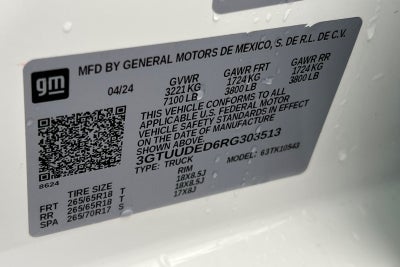 gm
MFD BY GENERAL MOTORS DE MEXICO, S. DE R.L. DE C.V.
04/24 GVWR GAWR FRT GAWR RR
3221 KG 1724 KG 1724 KG
7100 LB 3800 LB 3800 LB
THIS VEHICLE CONFORMS TO ALL
APPLICABLE U.S. FEDERAL MOTOR
VEHICLE SAFETY STANDARDS IN EFFECT
ON THE DATE OF MANUFACTURE
SHOWN ABOVE.
3GTUUDED6RG303513
TYPE: TRUCK MODEL: 63TK10543
8624
TIRE SIZE RIM
FRT 265/65R18 T 18X8.5J
RR 265/65R18 T 18X8.5J
SPA 265/70R17 S 17X8J